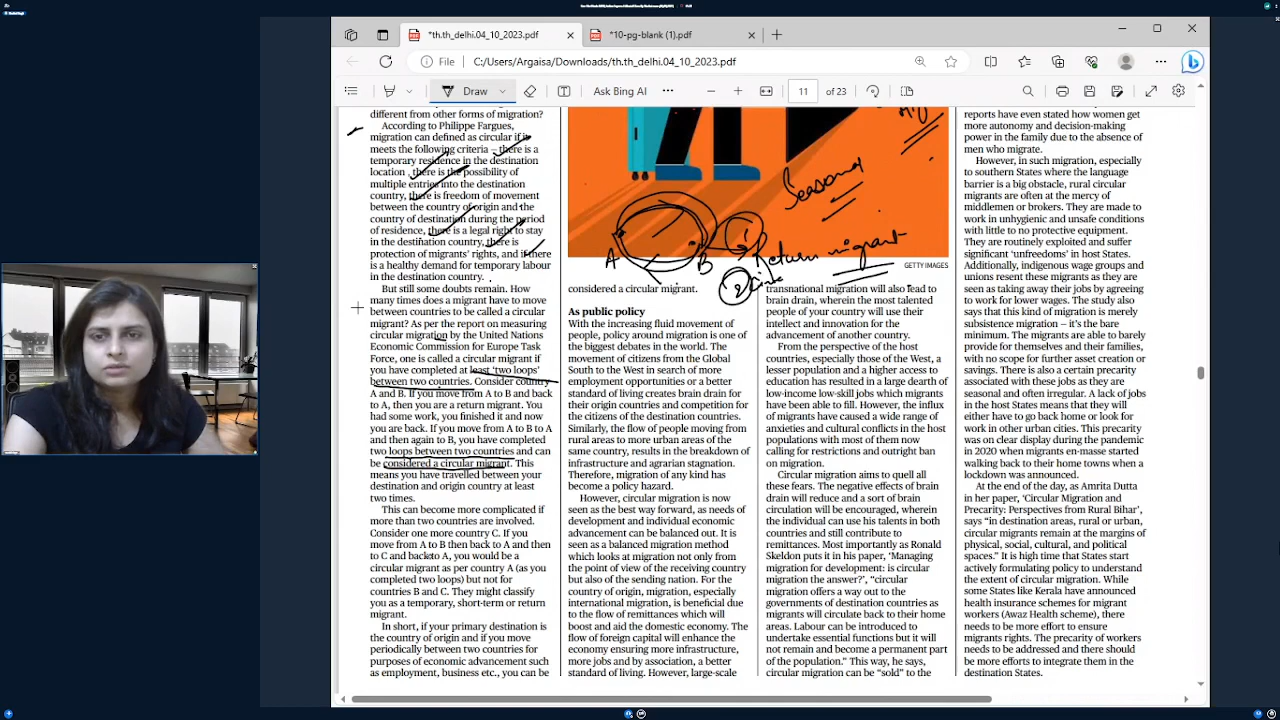 *th.th_delhi.04_10_2023.pdf
*10-pg-blank (1).pdf
File
C:/Users/Argaisa/Downloads/th.th_delhi.04_10_2023.pdf
Draw
Ask Bing AI
11 of 23
different from other forms of migration?
According to Philippe Fargues,
migration can defined as circular if it
meets the following criteria – there is a
temporary residence in the destination
location , there is the possibility of
multiple entries into the destination
country, there is freedom of movement
between the country of origin and the
country of destination during the period
of residence, there is a legal right to stay
in the destination country, there is
protection of migrants' rights, and if there
is a healthy demand for temporary labour
in the destination country.
But still some doubts remain. How
many times does a migrant have to move
between countries to be called a circular
migrant? As per the report on measuring
circular migration by the United Nations
Economic Commission for Europe Task
Force, one is called a circular migrant if
you have completed at least 'two loops'
between two countries. Consider country
A and B. If you move from A to B and back
to A, then you are a return migrant. You
had some work, you finished it and now
you are back. If you move from A to B to A
and then again to B, you have completed
two loops between two countries and can
be considered a circular migrant. This
means you have travelled between your
destination and origin country at least
two times.
This can become more complicated if
more than two countries are involved.
Consider one more country C. If you
move from A to B then back to A and then
to C and back to A, you would be a
circular migrant as per country A (as you
completed two loops) but not for
countries B and C. They might classify
you as a temporary, short-term or return
migrant.
In short, if your primary destination is
the country of origin and if you move
periodically between two countries for
purposes of economic advancement such
as employment, business etc., you can be
Seasonal
A
B
1
Return migrant
2
GETTY IMAGES
considered a circular migrant.
As public policy
With the increasing fluid movement of
people, policy around migration is one of
the biggest debates in the world. The
movement of citizens from the Global
South to the West in search of more
employment opportunities or a better
standard of living creates brain drain for
their origin countries and competition for
the citizens of the destination countries.
Similarly, the flow of people moving from
rural areas to more urban areas of the
same country, results in the breakdown of
infrastructure and agrarian stagnation.
Therefore, migration of any kind has
become a policy hazard.
However, circular migration is now
seen as the best way forward, as needs of
development and individual economic
advancement can be balanced out. It is
seen as a balanced migration method
which looks at migration not only from
the point of view of the receiving country
but also of the sending nation. For the
country of origin, migration, especially
international migration, is beneficial due
to the flow of remittances which will
boost and aid the domestic economy. The
flow of foreign capital will enhance the
economy ensuring more infrastructure,
more jobs and by association, a better
standard of living. However, large-scale
transnational migration will also lead to
brain drain, wherein the most talented
people of your country will use their
intellect and innovation for the
advancement of another country.
From the perspective of the host
countries, especially those of the West, a
lesser population and a higher access to
education has resulted in a large dearth of
low-income low-skill jobs which migrants
have been able to fill. However, the influx
of migrants have caused a wide range of
anxieties and cultural conflicts in the host
populations with most of them now
calling for restrictions and outright ban
on migration.
Circular migration aims to quell all
these fears. The negative effects of brain
drain will reduce and a sort of brain
circulation will be encouraged, wherein
the individual can use his talents in both
countries and still contribute to
remittances. Most importantly as Ronald
Skeldon puts it in his paper, 'Managing
migration for development: is circular
migration the answer?', “circular
migration offers a way out to the
governments of destination countries as
migrants will circulate back to their home
areas. Labour can be introduced to
undertake essential functions but it will
not remain and become a permanent part
of the population.” This way, he says,
circular migration can be “sold” to the
reports have even stated how women get
more autonomy and decision-making
power in the family due to the absence of
men who migrate.
However, in such migration, especially
to southern States where the language
barrier is a big obstacle, rural circular
migrants are often at the mercy of
middlemen or brokers. They are made to
work in unhygienic and unsafe conditions
with little to no protective equipment.
They are routinely exploited and suffer
significant 'unfreedoms' in host States.
Additionally, indigenous wage groups and
unions resent these migrants as they are
seen as taking away their jobs by agreeing
to work for lower wages. The study also
says that this kind of migration is merely
subsistence migration – it's the bare
minimum. The migrants are able to barely
provide for themselves and their families,
with no scope for further asset creation or
savings. There is also a certain precarity
associated with these jobs as they are
seasonal and often irregular. A lack of jobs
in the host States means that they will
either have to go back home or look for
work in other urban cities. This precarity
was on clear display during the pandemic
in 2020 when migrants en-masse started
walking back to their home towns when a
lockdown was announced.
At the end of the day, as Amrita Dutta
in her paper, 'Circular Migration and
Precarity: Perspectives from Rural Bihar',
says “in destination areas, rural or urban,
circular migrants remain at the margins of
physical, social, cultural, and political
spaces.” It is high time that States start
actively formulating policy to understand
the extent of circular migration. While
some States like Kerala have announced
health insurance schemes for migrant
workers (Awaz Health scheme), there
needs to be more effort to ensure
migrants rights. The precarity of workers
needs to be addressed and there should
be more efforts to integrate them in the
destination States.